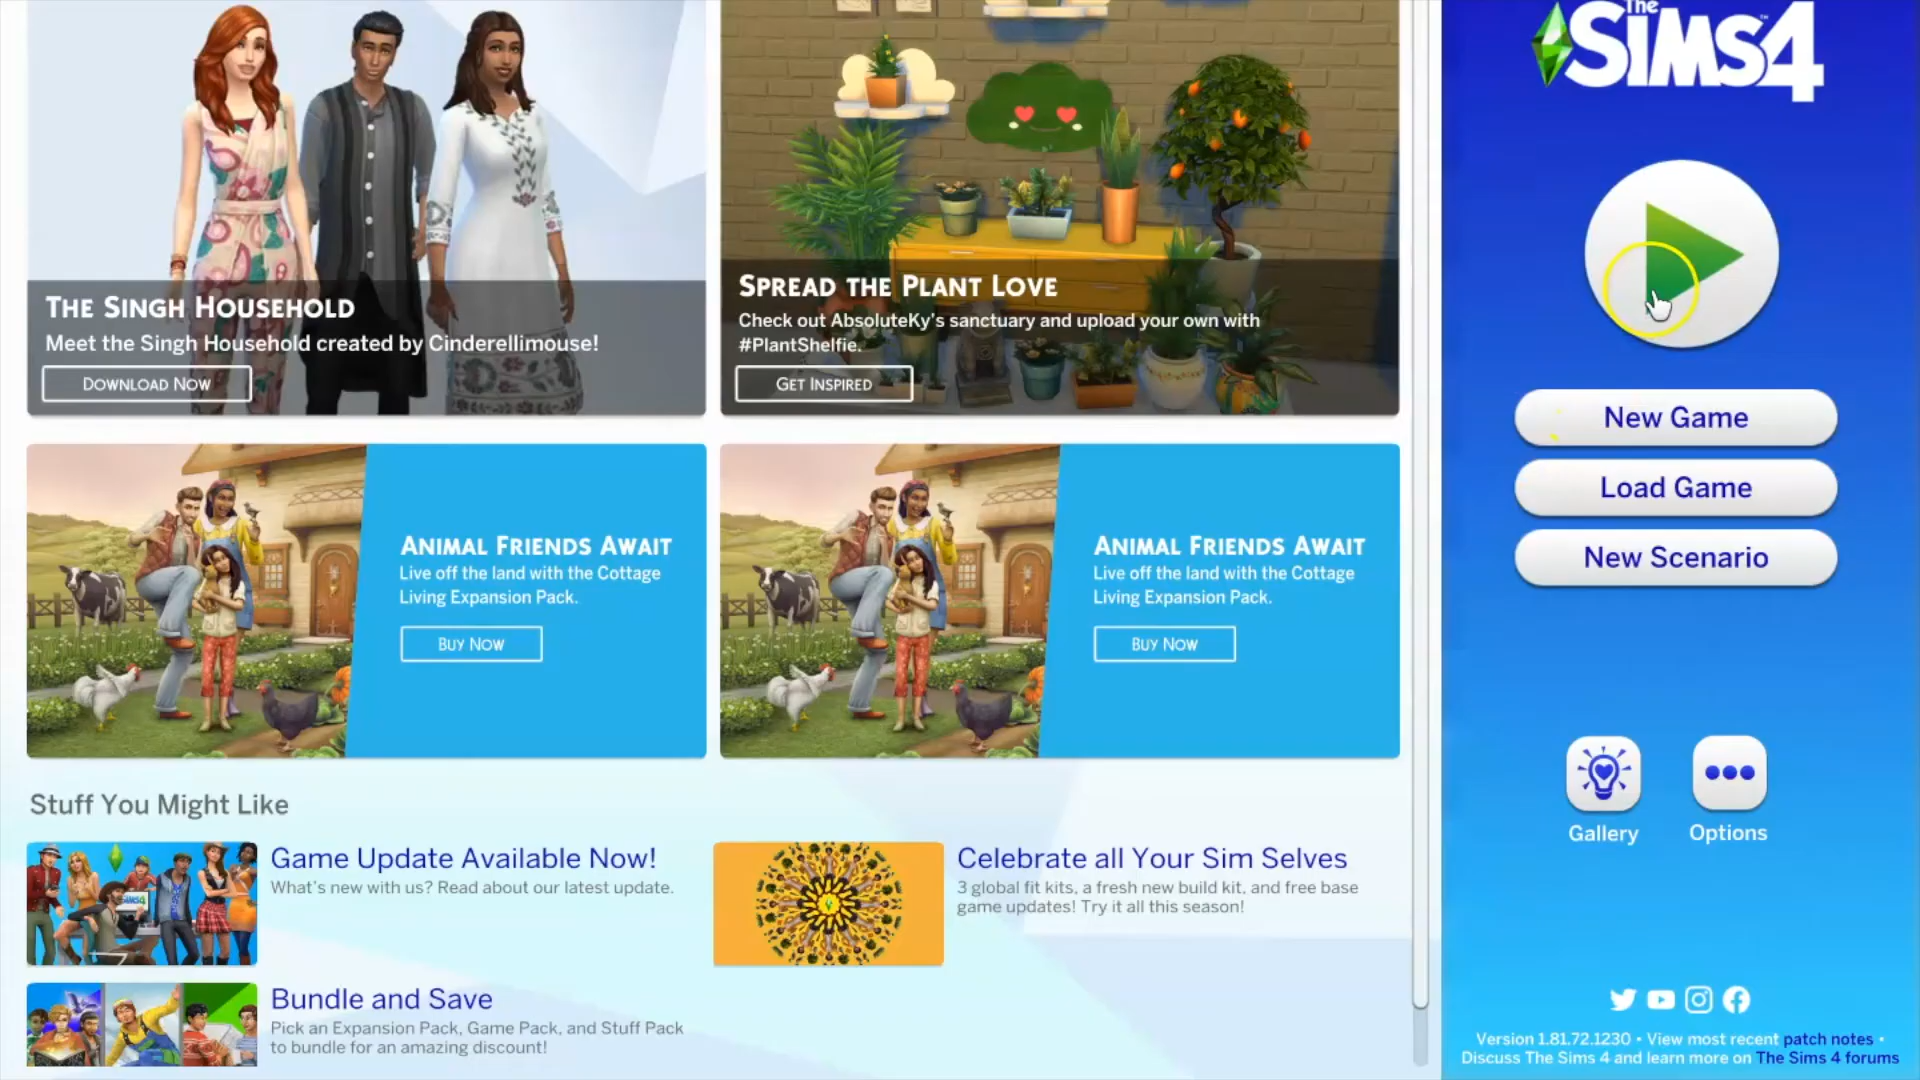 THE SINGH HOUSEHOLD
Meet the Singh Household created by Cinderellimouse!
DOWNLOAD NOW
SPREAD THE PLANT LOVE
Check out AbsoluteKy's sanctuary and upload your own with
#PlantShelfie.
GET INSPIRED
ANIMAL FRIENDS AWAIT
Live off the land with the Cottage
Living Expansion Pack.
BUY NOW
ANIMAL FRIENDS AWAIT
Live off the land with the Cottage
Living Expansion Pack.
BUY NOW
Stuff You Might Like
Game Update Available Now!
What's new with us? Read about our latest update.
Celebrate all Your Sim Selves
3 global fit kits, a fresh new build kit, and free base
game updates! Try it all this season!
Bundle and Save
Pick an Expansion Pack, Game Pack, and Stuff Pack
to bundle for an amazing discount!
The
SIMS4
New Game
Load Game
New Scenario
Gallery
Options
Version 1.81.72.1230 • View most recent patch notes •
Discuss The Sims 4 and learn more on The Sims 4 forums